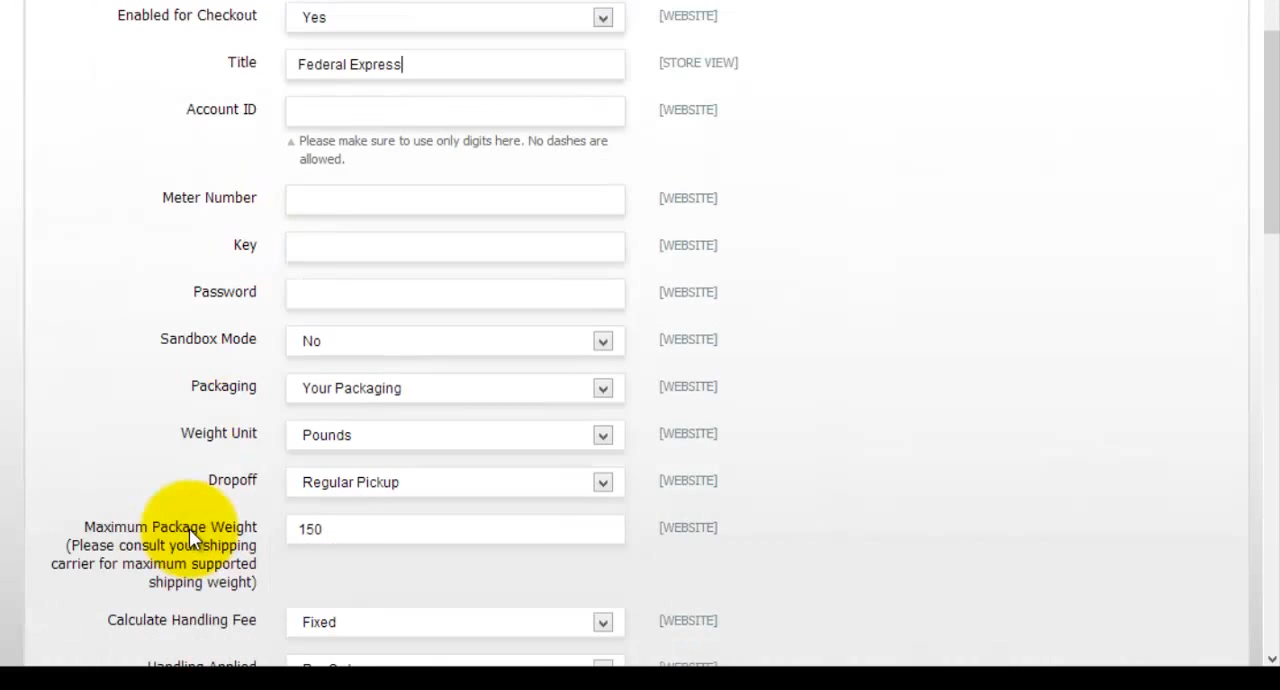 Enabled for Checkout Yes [WEBSITE]
Title Federal Express [STORE VIEW]
Account ID [WEBSITE]
▲ Please make sure to use only digits here. No dashes are
allowed.
Meter Number [WEBSITE]
Key [WEBSITE]
Password [WEBSITE]
Sandbox Mode No [WEBSITE]
Packaging Your Packaging [WEBSITE]
Weight Unit Pounds [WEBSITE]
Dropoff Regular Pickup [WEBSITE]
Maximum Package Weight 150 [WEBSITE]
(Please consult your shipping
carrier for maximum supported
shipping weight)
Calculate Handling Fee Fixed [WEBSITE]
Handling Applied [WEBSITE]